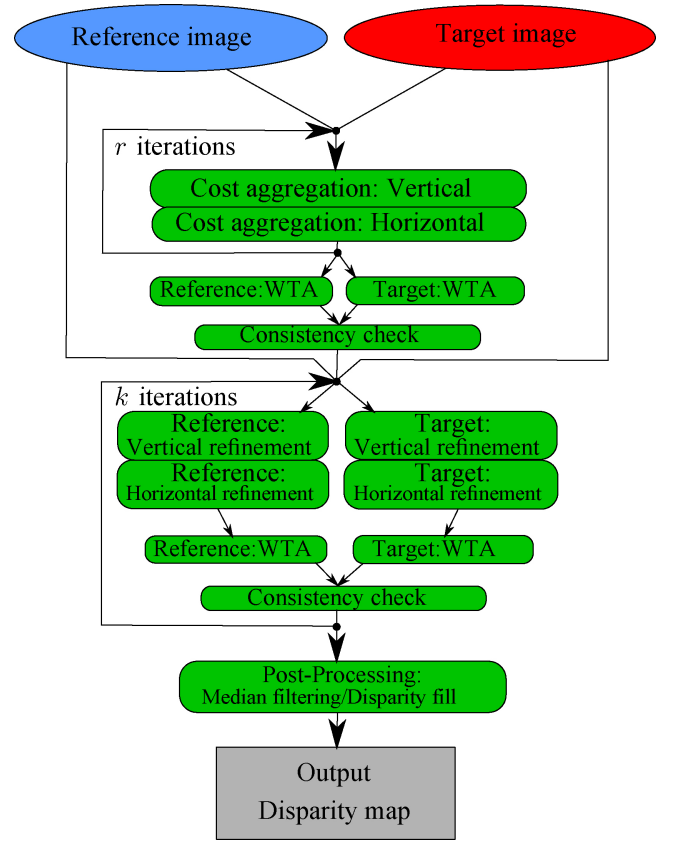 Reference image
Target image
r iterations
Cost aggregation: Vertical
Cost aggregation: Horizontal
Reference:WTA
Target:WTA
Consistency check
k iterations
Reference:
Vertical refinement
Target:
Vertical refinement
Reference:
Horizontal refinement
Target:
Horizontal refinement
Reference:WTA
Target:WTA
Consistency check
Post-Processing:
Median filtering/Disparity fill
Output
Disparity map